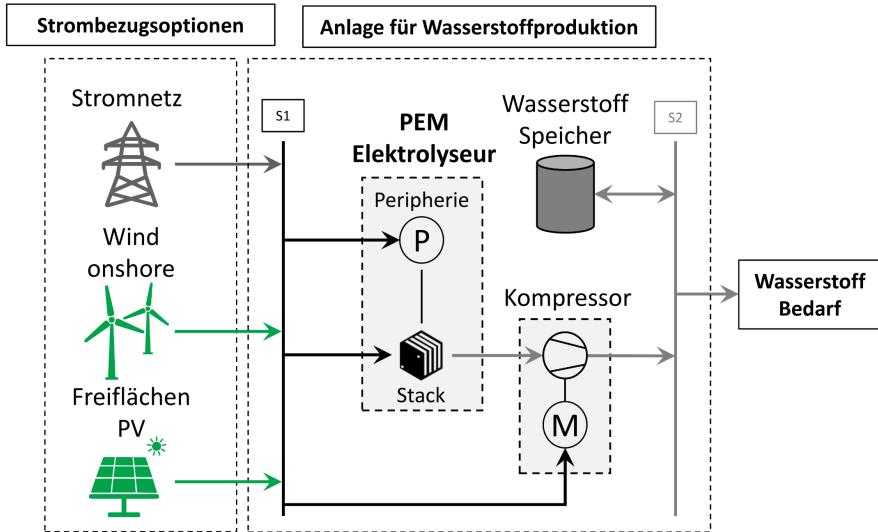 Strombezugsoptionen
Anlage für Wasserstoffproduktion
Stromnetz
Wind
onshore
Freiflächen
PV
S1
PEM
Elektrolyseur
Peripherie
P
Stack
Wasserstoff
Speicher
S2
Kompressor
M
Wasserstoff
Bedarf